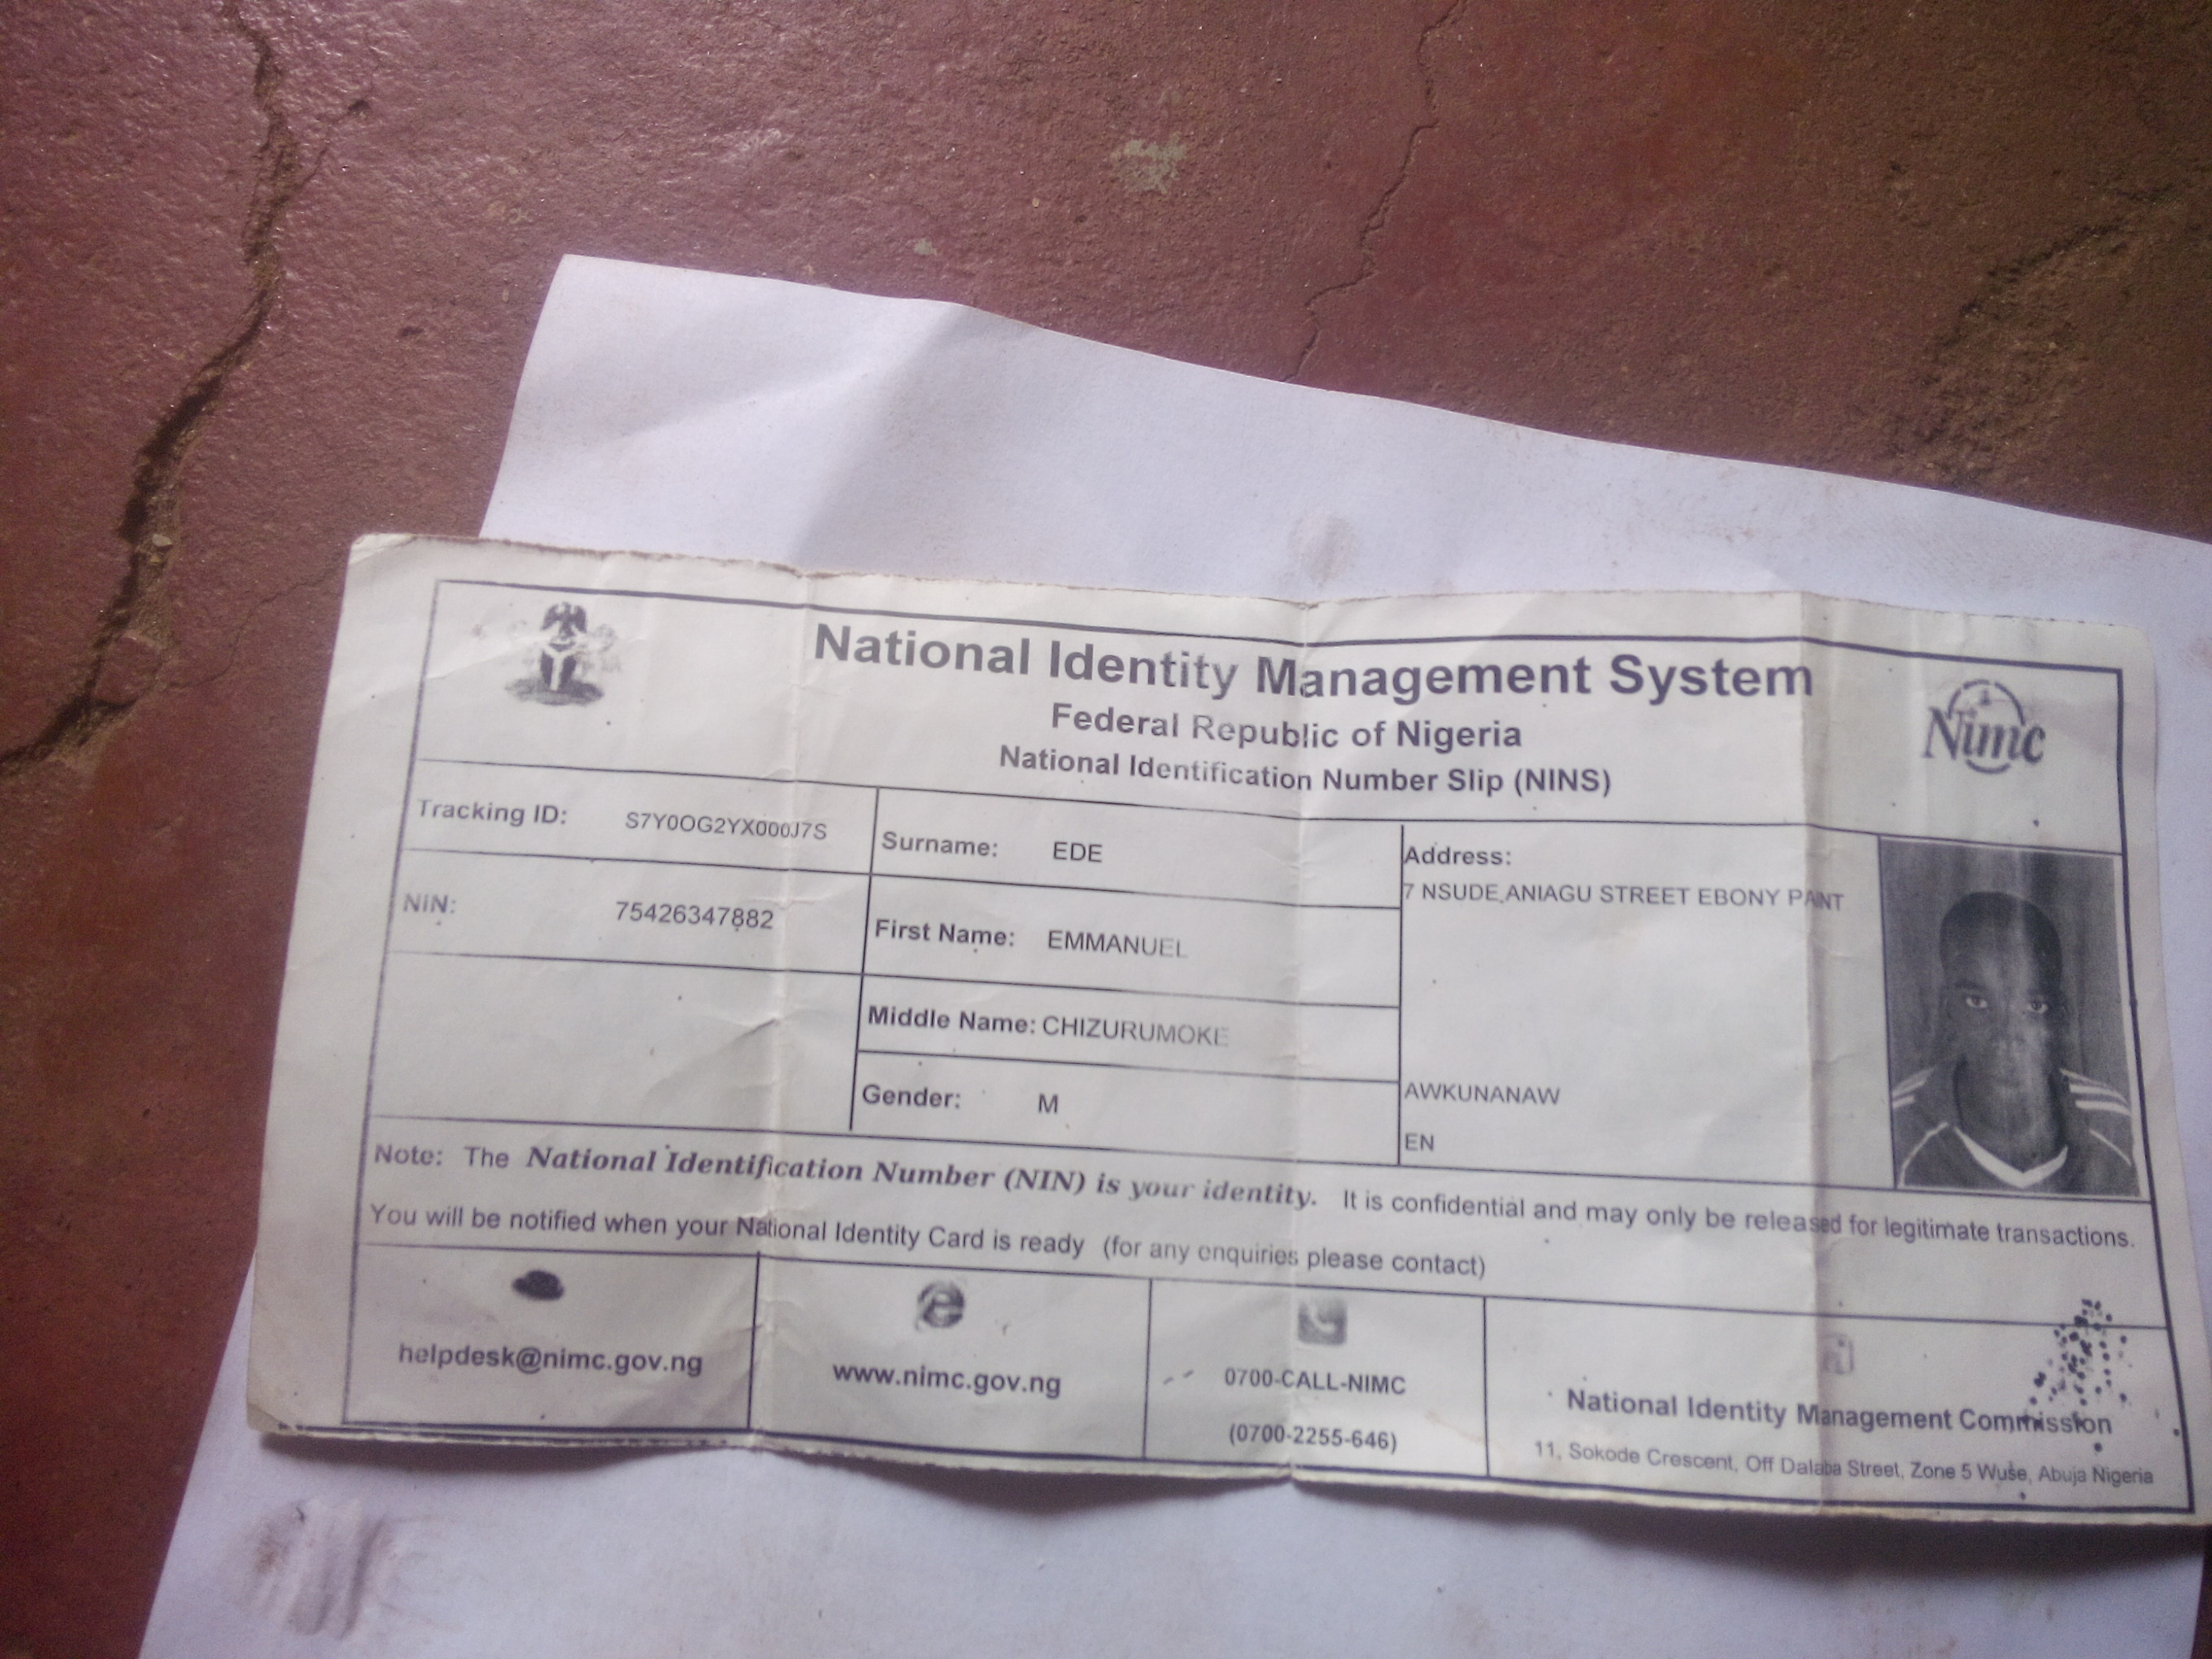 National Identity Management System
Federal Republic of Nigeria
National Identification Number Slip (NINS)
Nimc
Tracking ID: S7Y0OG2YX000J7S
NIN: 75426347882
Surname: EDE
First Name: EMMANUEL
Middle Name: CHIZURUMOKE
Gender: M
Address:
7 NSUDE,ANIAGU STREET EBONY PANT
AWKUNANAW
EN
Note: The National Identification Number (NIN) is your identity. It is confidential and may only be released for legitimate transactions.
You will be notified when your National Identity Card is ready (for any enquiries please contact)
helpdesk@nimc.gov.ng
www.nimc.gov.ng
0700-CALL-NIMC
(0700-2255-646)
National Identity Management Commission
11, Sokode Crescent, Off Dalaba Street, Zone 5 Wuse, Abuja Nigeria